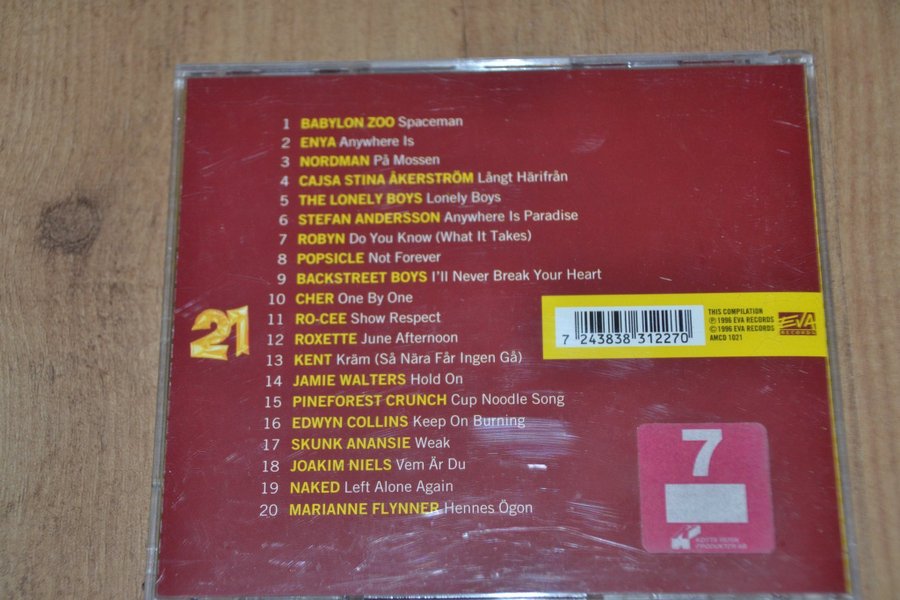 1 BABYLON ZOO Spaceman
2 ENYA Anywhere Is
3 NORDMAN På Mossen
4 CAJSA STINA ÅKERSTRÖM Långt Härifrån
5 THE LONELY BOYS Lonely Boys
6 STEFAN ANDERSSON Anywhere Is Paradise
7 ROBYN Do You Know (What It Takes)
8 POPSICLE Not Forever
9 BACKSTREET BOYS I'll Never Break Your Heart
10 CHER One By One
11 RO-CEE Show Respect
12 ROXETTE June Afternoon
13 KENT Kräm (Så Nära Får Ingen Gå)
14 JAMIE WALTERS Hold On
15 PINEFOREST CRUNCH Cup Noodle Song
16 EDWYN COLLINS Keep On Burning
17 SKUNK ANANSIE Weak
18 JOAKIM NIELS Vem Är Du
19 NAKED Left Alone Again
20 MARIANNE FLYNNER Hennes Ögon
21
7 243838 312270
THIS COMPILATION
℗ 1996 EVA RECORDS
© 1996 EVA RECORDS
AMCD 1021
EVA
RECORDS
7
PRODUKTER AB